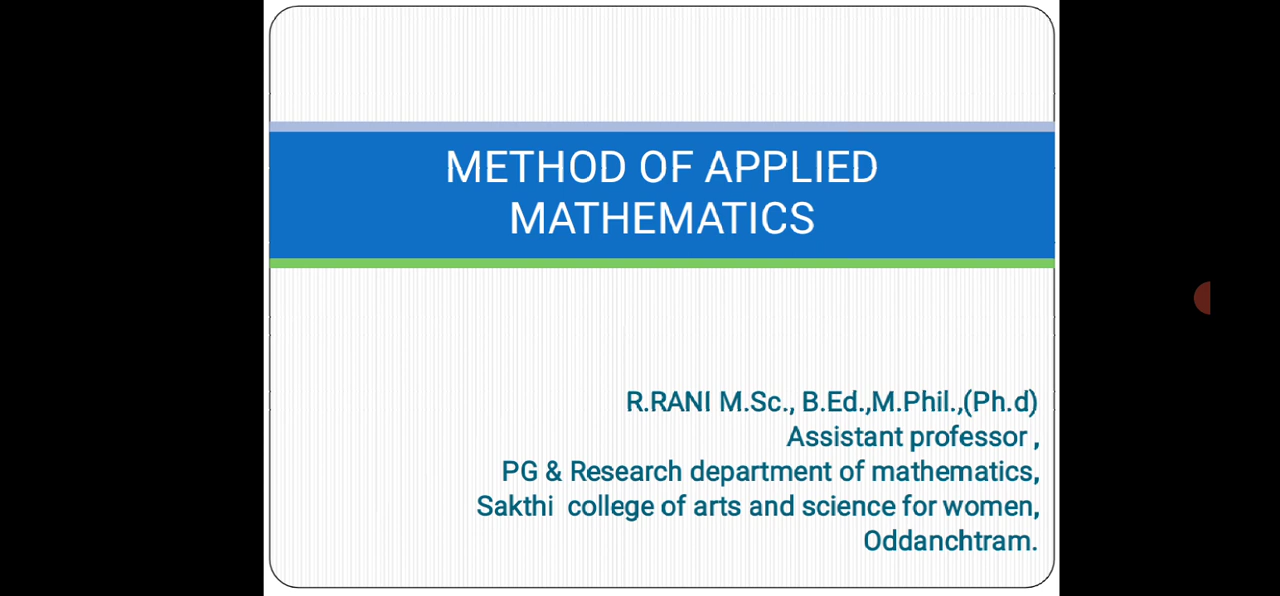 METHOD OF APPLIED
MATHEMATICS
R.RANI M.Sc., B.Ed.,M.Phil.,(Ph.d)
Assistant professor ,
PG & Research department of mathematics,
Sakthi  college of arts and science for women,
Oddanchtram.